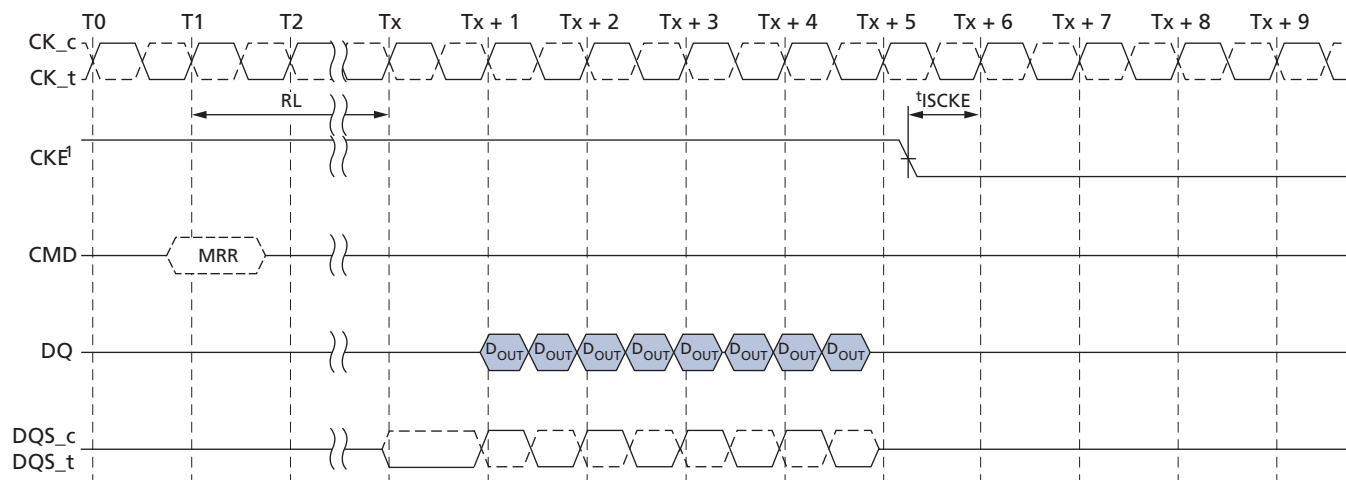 T0 T1 T2 Tx Tx + 1 Tx + 2 Tx + 3 Tx + 4 Tx + 5 Tx + 6 Tx + 7 Tx + 8 Tx + 9
CK_c
CK_t
RL
tISCKE
CKE1
CMD
MRR
DQ
DOUT DOUT DOUT DOUT DOUT DOUT DOUT DOUT
DQS_c
DQS_t